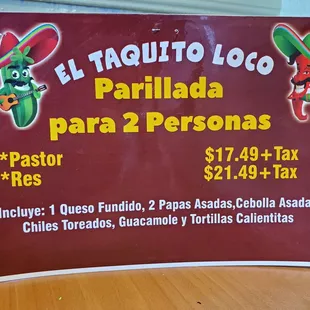 EL TAQUITO LOCO
Parillada
para 2 Personas
*Pastor $17.49+Tax
*Res $21.49+Tax
Incluye: 1 Queso Fundido, 2 Papas Asadas,Cebolla Asada
Chiles Toreados, Guacamole y Tortillas Calientitas